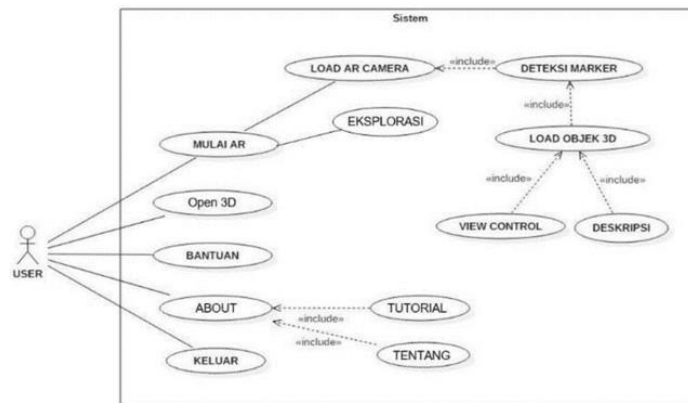 Sistem
LOAD AR CAMERA
«include»
DETEKSI MARKER
«include»
EKSPLORASI
MULAI AR
LOAD OBJEK 3D
«include»
«include»
Open 3D
VIEW CONTROL
DESKRIPSI
BANTUAN
USER
ABOUT
«include»
TUTORIAL
«include»
TENTANG
KELUAR